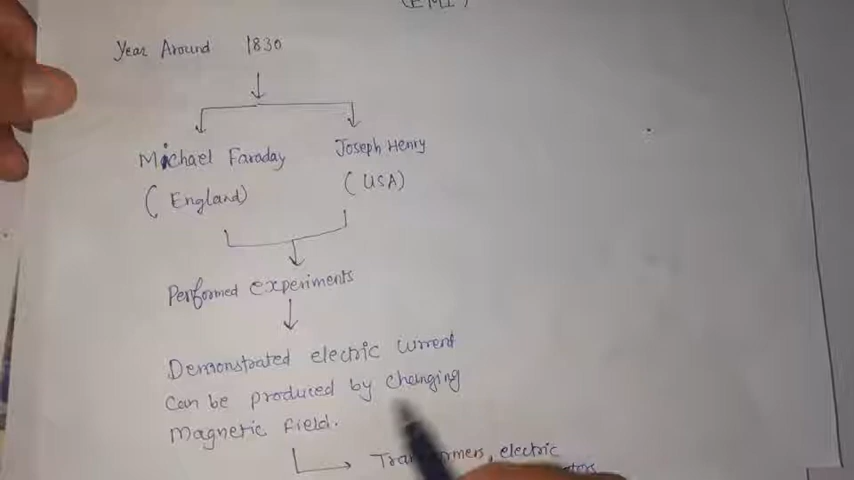 (EMI)
Year Around 1830
Michael Faraday Joseph Henry
(England) (USA)
Performed experiments
Demonstrated electric current
can be produced by changing
Magnetic field.
electric